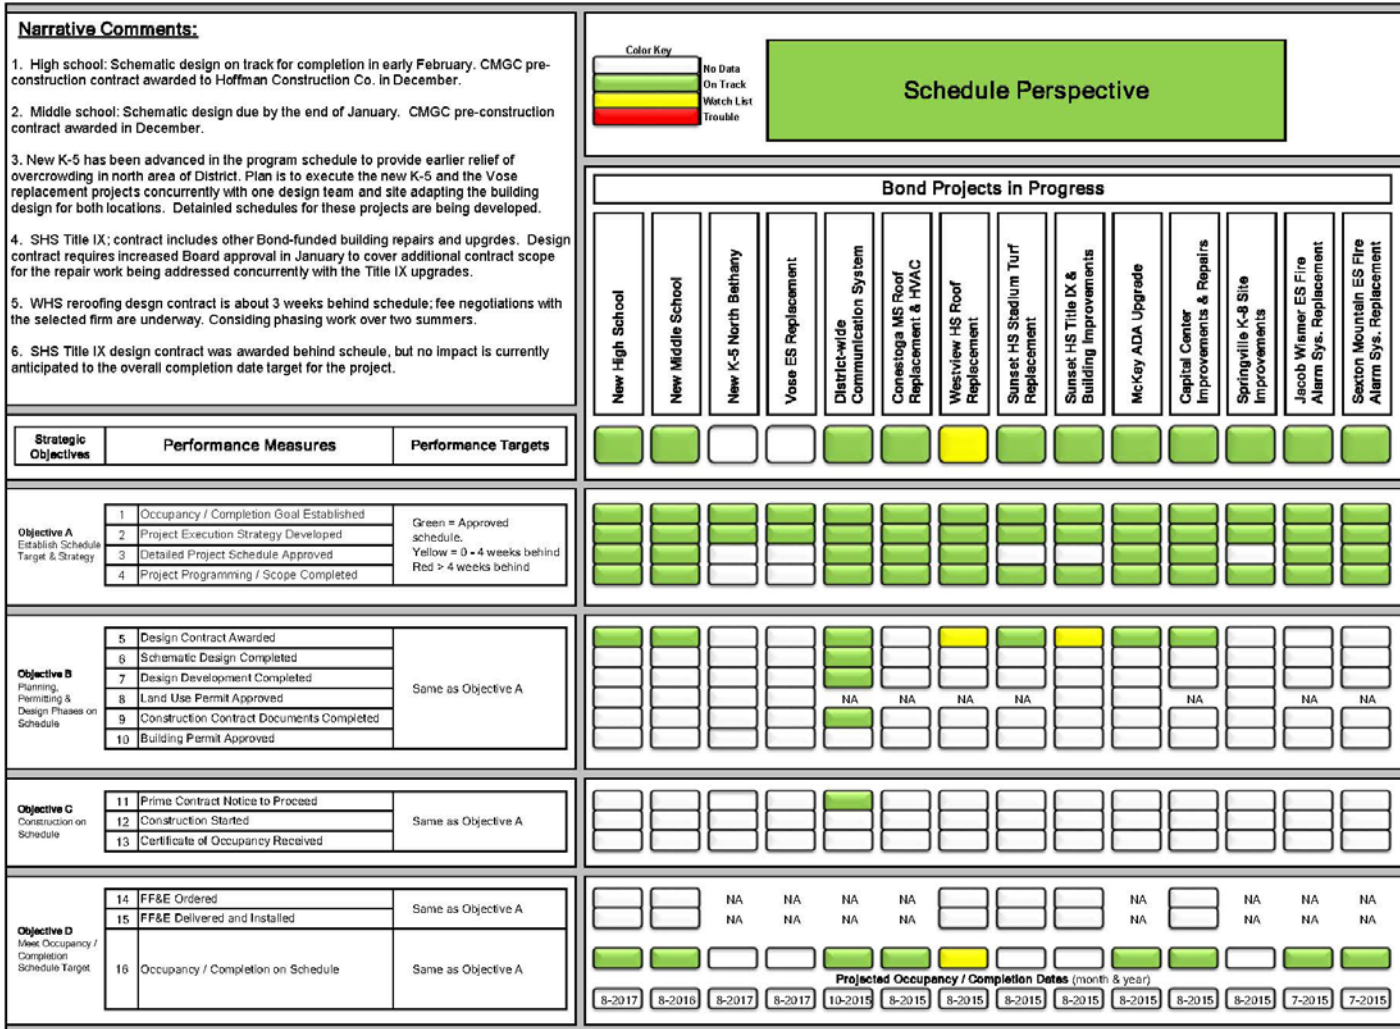 Narrative Comments:
1. High school: Schematic design on track for completion in early February. CMGC pre-
construction contract awarded to Hoffman Construction Co. in December.
2. Middle school: Schematic design due by the end of January. CMGC pre-construction
contract awarded in December.
3. New K-5 has been advanced in the program schedule to provide earlier relief of
overcrowding in north area of District. Plan is to execute the new K-5 and the Vose
replacement projects concurrently with one design team and site adapting the building
design for both locations. Detainled schedules for these projects are being developed.
4. SHS Title IX; contract includes other Bond-funded building repairs and upgrdes. Design
contract requires increased Board approval in January to cover additional contract scope
for the repair work being addressed concurrently with the Title IX upgrades.
5. WHS reroofing desgn contract is about 3 weeks behind schedule; fee negotiations with
the selected firm are underway. Considing phasing work over two summers.
6. SHS Title IX design contract was awarded behind scheule, but no impact is currently
anticipated to the overall completion date target for the project.
Color Key
No Data
On Track
Watch List
Trouble
Schedule Perspective
Bond Projects in Progress
New High School
New Middle School
New K-5 North Bethany
Vose ES Replacement
District-wide
Communication System
Conestoga MS Roof
Replacement & HVAC
Westview HS Roof
Replacement
Sunset HS Stadium Turf
Replacement
Sunset HS Title IX &
Building Improvements
McKay ADA Upgrade
Capital Center
Improvements & Repairs
Springville K-8 Site
Improvements
Jacob Wismer ES Fire
Alarm Sys. Replacement
Sexton Mountain ES Fire
Alarm Sys. Replacement
Strategic
Objectives
Performance Measures
Performance Targets
Objective A
Establish Schedule
Target & Strategy
1 Occupancy / Completion Goal Established
2 Project Execution Strategy Developed
3 Detailed Project Schedule Approved
4 Project Programming / Scope Completed
Green = Approved
schedule.
Yellow = 0 - 4 weeks behind
Red > 4 weeks behind
Objective B
Planning,
Permitting &
Design Phases on
Schedule
5 Design Contract Awarded
6 Schematic Design Completed
7 Design Development Completed
8 Land Use Permit Approved
9 Construction Contract Documents Completed
10 Building Permit Approved
Same as Objective A
NA NA NA NA NA NA NA
Objective C
Construction on
Schedule
11 Prime Contract Notice to Proceed
12 Construction Started
13 Certificate of Occupancy Received
Same as Objective A
Objective D
Meet Occupancy /
Completion
Schedule Target
14 FF&E Ordered
15 FF&E Delivered and Installed
Same as Objective A
16 Occupancy / Completion on Schedule
Same as Objective A
NA NA NA NA NA NA NA NA
NA NA NA NA NA NA NA NA
Projected Occupancy / Completion Dates (month & year)
8-2017 8-2016 8-2017 8-2017 10-2015 8-2015 8-2015 8-2015 8-2015 8-2015 8-2015 8-2015 7-2015 7-2015